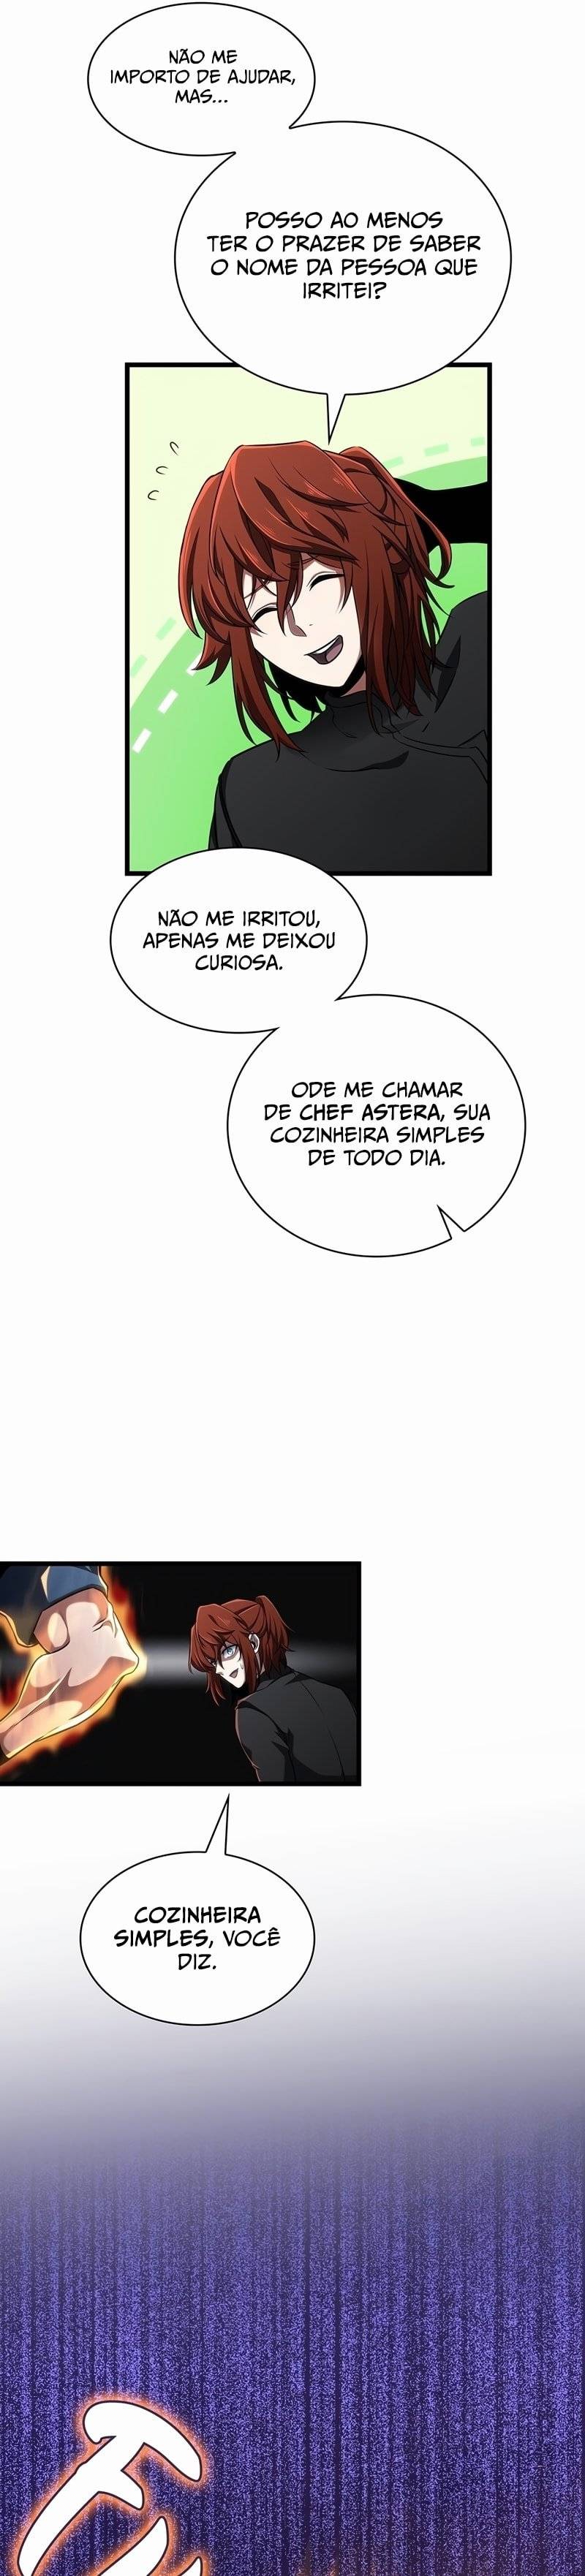 NÃO ME
IMPORTO DE AJUDAR,
MAS...
POSSO AO MENOS
TER O PRAZER DE SABER
O NOME DA PESSOA QUE
IRRITEI?
NÃO ME IRRITOU,
APENAS ME DEIXOU
CURIOSA.
ODE ME CHAMAR
DE CHEF ASTERA, SUA
COZINHEIRA SIMPLES
DE TODO DIA.
COZINHEIRA
SIMPLES, VOCÊ
DIZ.